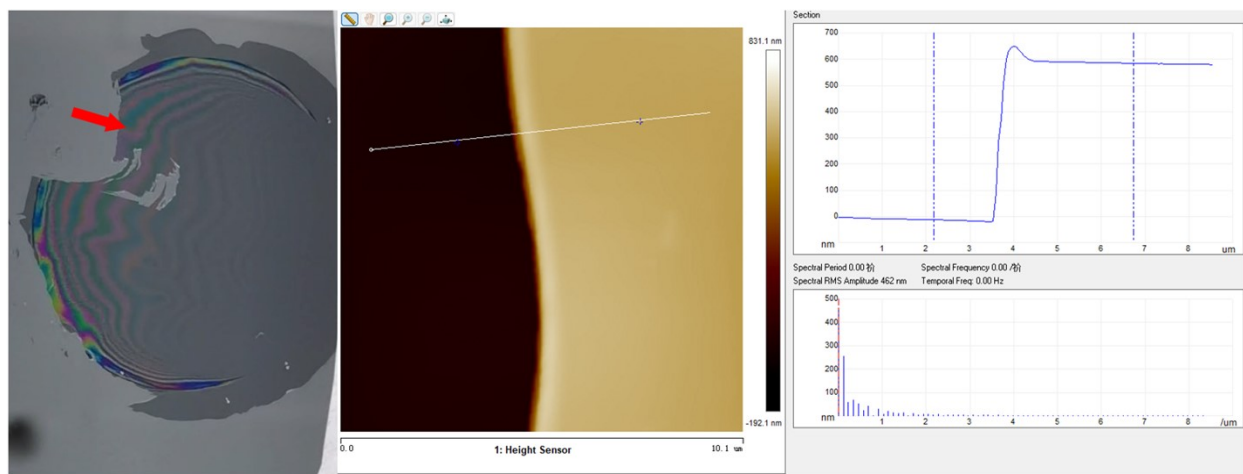 831.1 nm
-192.1 nm
0.0
1: Height Sensor
10.1 um
Section
700
600
500
400
300
200
100
0
nm
1
2
3
4
5
6
7
8
um
Spectral Period 0.00 秒 Spectral Frequency 0.00 /秒
Spectral RMS Amplitude 462 nm Temporal Freq: 0.00 Hz
500
400
300
200
100
nm
1
2
3
4
5
6
7
8
/um